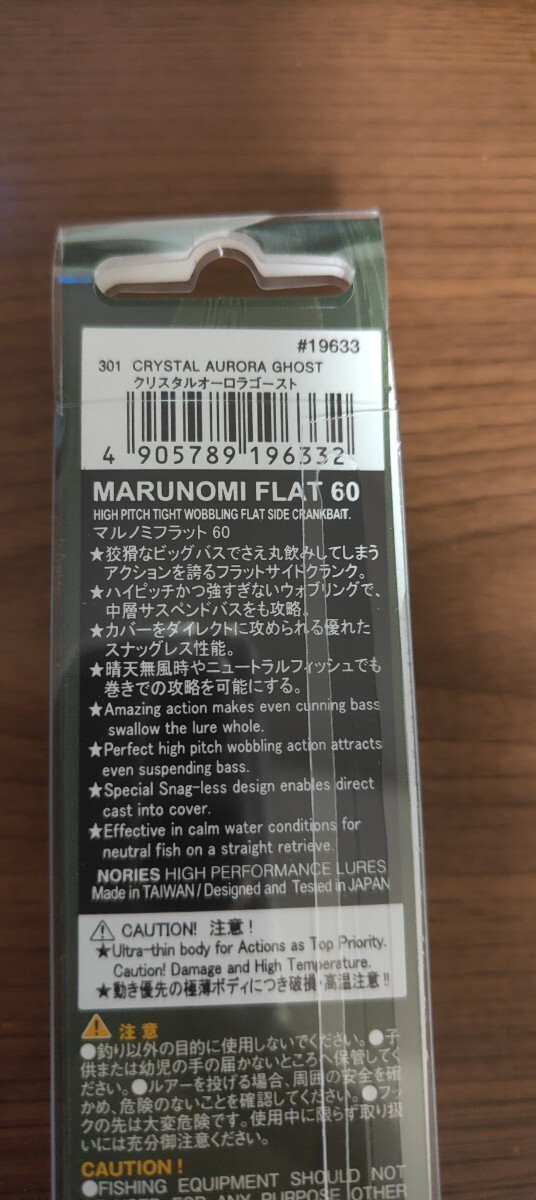 #19633
301 CRYSTAL AURORA GHOST
クリスタルオーロラゴースト
4 905789 196332
MARUNOMI FLAT 60
HIGH PITCH TIGHT WOBBLING FLAT SIDE CRANKBAIT.
マルノミフラット 60
★狡猾なビッグバスでさえ丸飲みしてしまう
アクションを誇るフラットサイドクランク。
★ハイピッチかつ強すぎないウォブリングで、
中層サスペンドバスをも攻略。
★カバーをダイレクトに攻められる優れた
スナッグレス性能。
★晴天無風時やニュートラルフィッシュでも
巻きでの攻略を可能にする。
★Amazing action makes even cunning bass
swallow the lure whole.
★Perfect high pitch wobbling action attracts
even suspending bass.
★Special Snag-less design enables direct
cast into cover.
★Effective in calm water conditions for
neutral fish on a straight retrieve.
NORIES HIGH PERFORMANCE LURES
Made in TAIWAN / Designed and Tested in JAPAN
⚠ CAUTION! 注意！
★Ultra-thin body for Actions as Top Priority.
Caution! Damage and High Temperature.
★動き優先の極薄ボディにつき破損・高温注意!!
⚠ 注意
●釣り以外の目的に使用しないでください。●子
供または幼児の手の届かないところへ保管してく
ださい。●ルアーを投げる場合、周囲の安全を確
かめ、危険のないことを確認してください。●フッ
クの先は大変危険です。使用中に限らず取り扱
いには充分御注意ください。
CAUTION !
●FISHING EQUIPMENT SHOULD NOT
FOR ANY PURPOSE OTHER